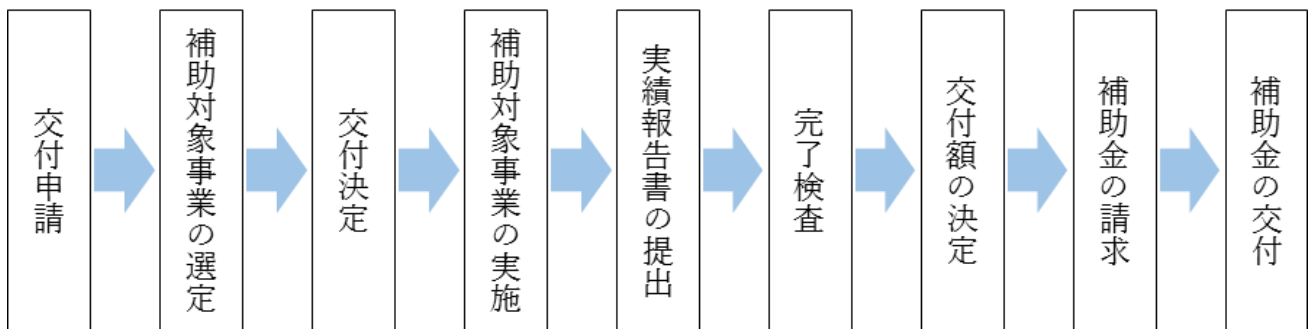 交付申請
補助対象事業の選定
交付決定
補助対象事業の実施
実績報告書の提出
完了検査
交付額の決定
補助金の請求
補助金の交付